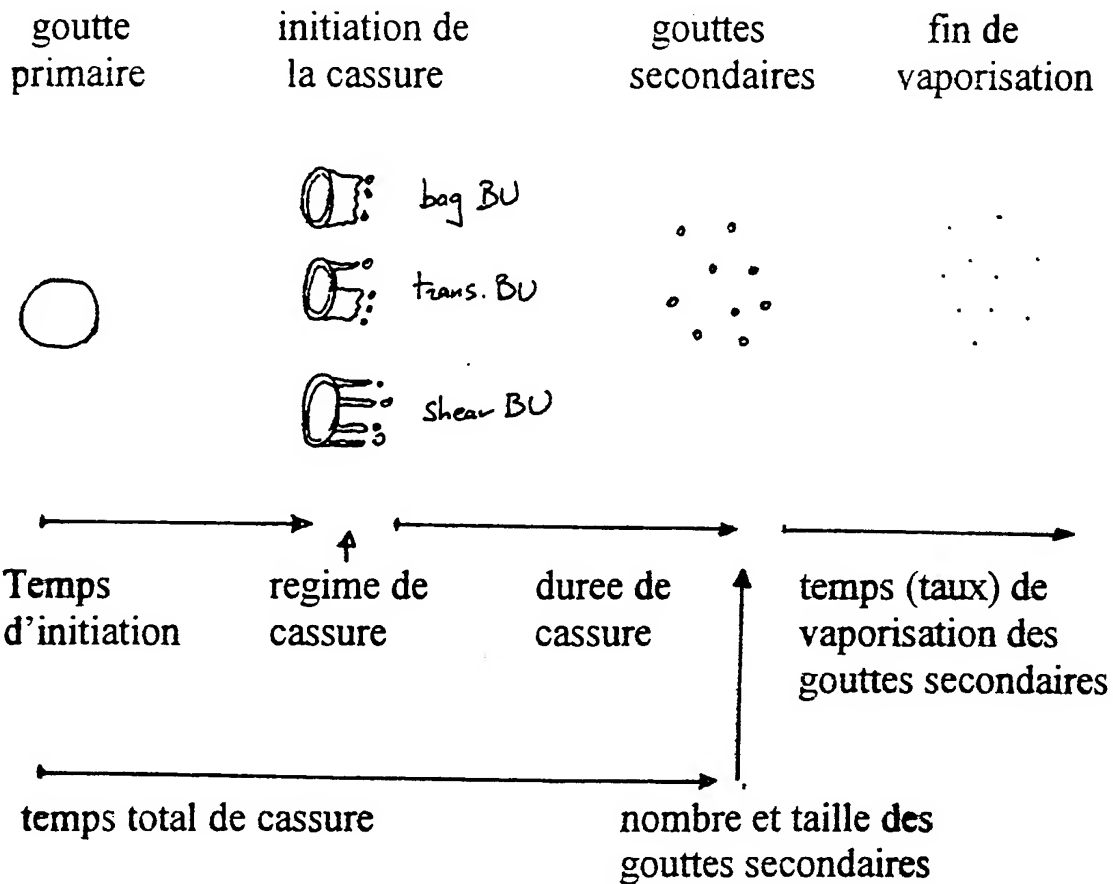 goutte
primaire
initiation de
la cassure
gouttes
secondaires
fin de
vaporisation
bag BU
trans. BU
shear BU
Temps
d'initiation
regime de
cassure
duree de
cassure
temps (taux) de
vaporisation des
gouttes secondaires
temps total de cassure
nombre et taille des
gouttes secondaires